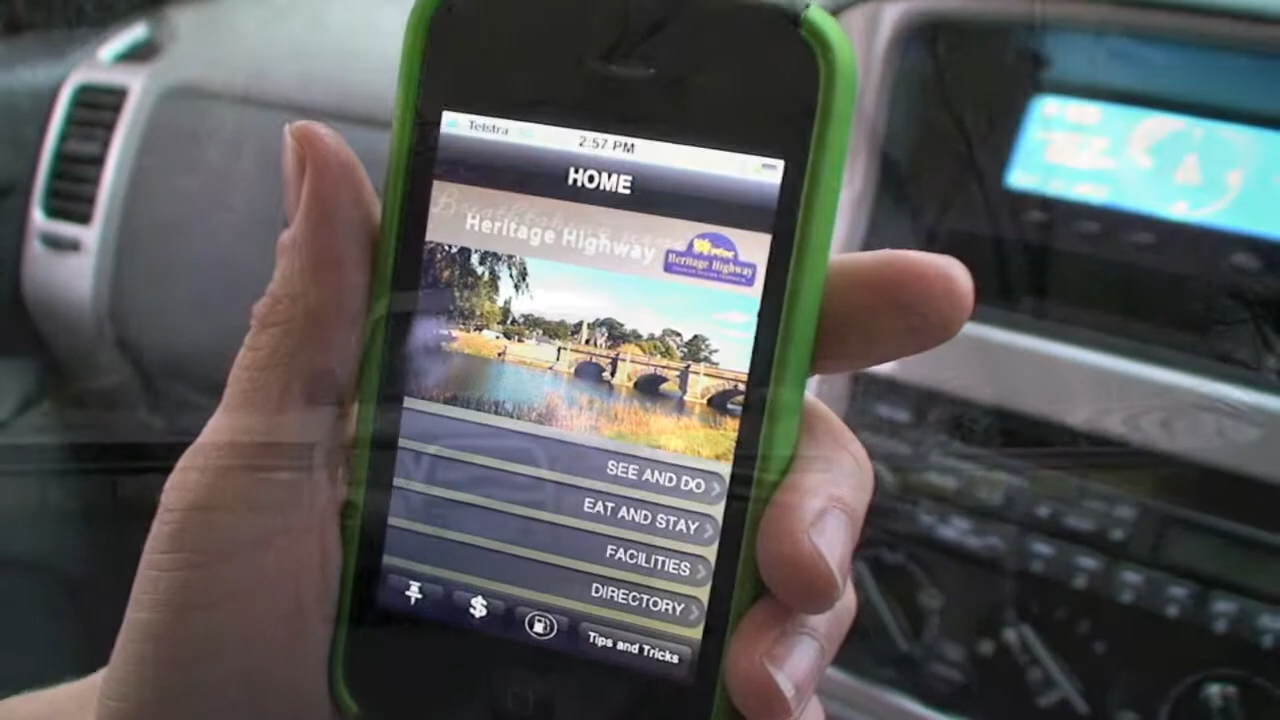 Telstra
2:57 PM
HOME
Heritage Highway
Heritage Highway
SEE AND DO
EAT AND STAY
FACILITIES
DIRECTORY
$
Tips and Tricks